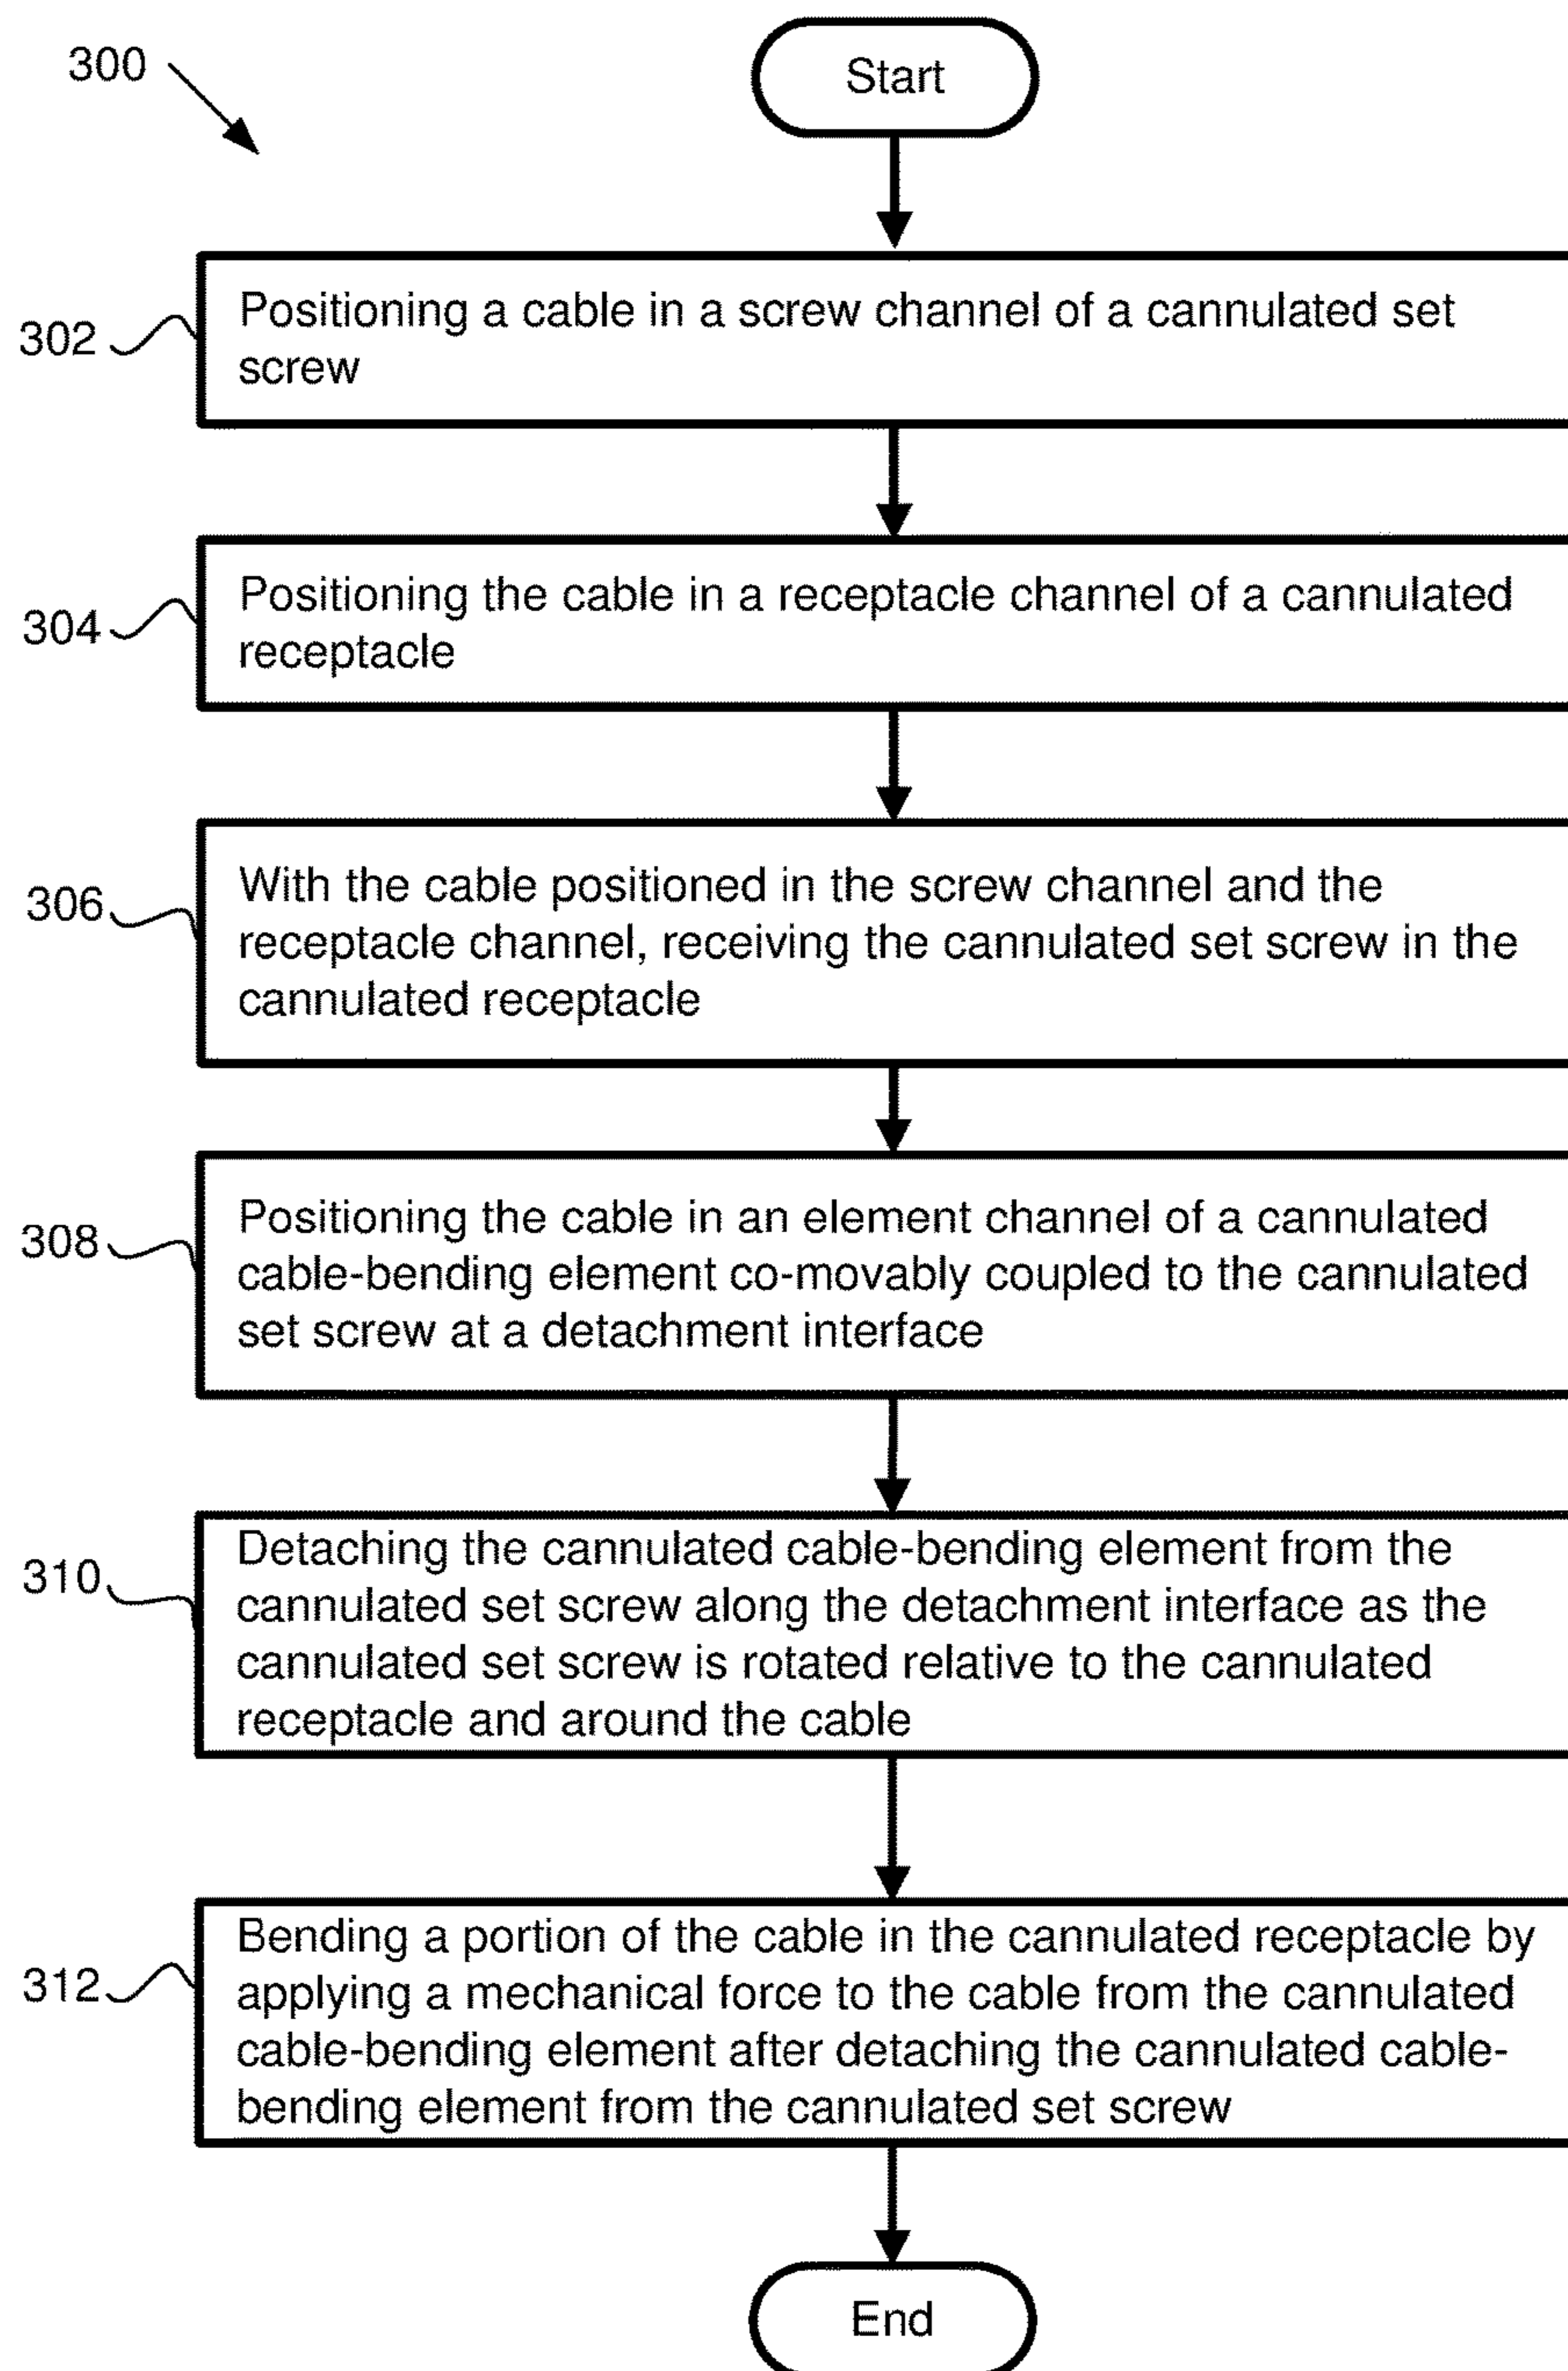 300
Start
302
Positioning a cable in a screw channel of a cannulated set
screw
304
Positioning the cable in a receptacle channel of a cannulated
receptacle
306
With the cable positioned in the screw channel and the
receptacle channel, receiving the cannulated set screw in the
cannulated receptacle
308
Positioning the cable in an element channel of a cannulated
cable-bending element co-movably coupled to the cannulated
set screw at a detachment interface
310
Detaching the cannulated cable-bending element from the
cannulated set screw along the detachment interface as the
cannulated set screw is rotated relative to the cannulated
receptacle and around the cable
312
Bending a portion of the cable in the cannulated receptacle by
applying a mechanical force to the cable from the cannulated
cable-bending element after detaching the cannulated cable-
bending element from the cannulated set screw
End